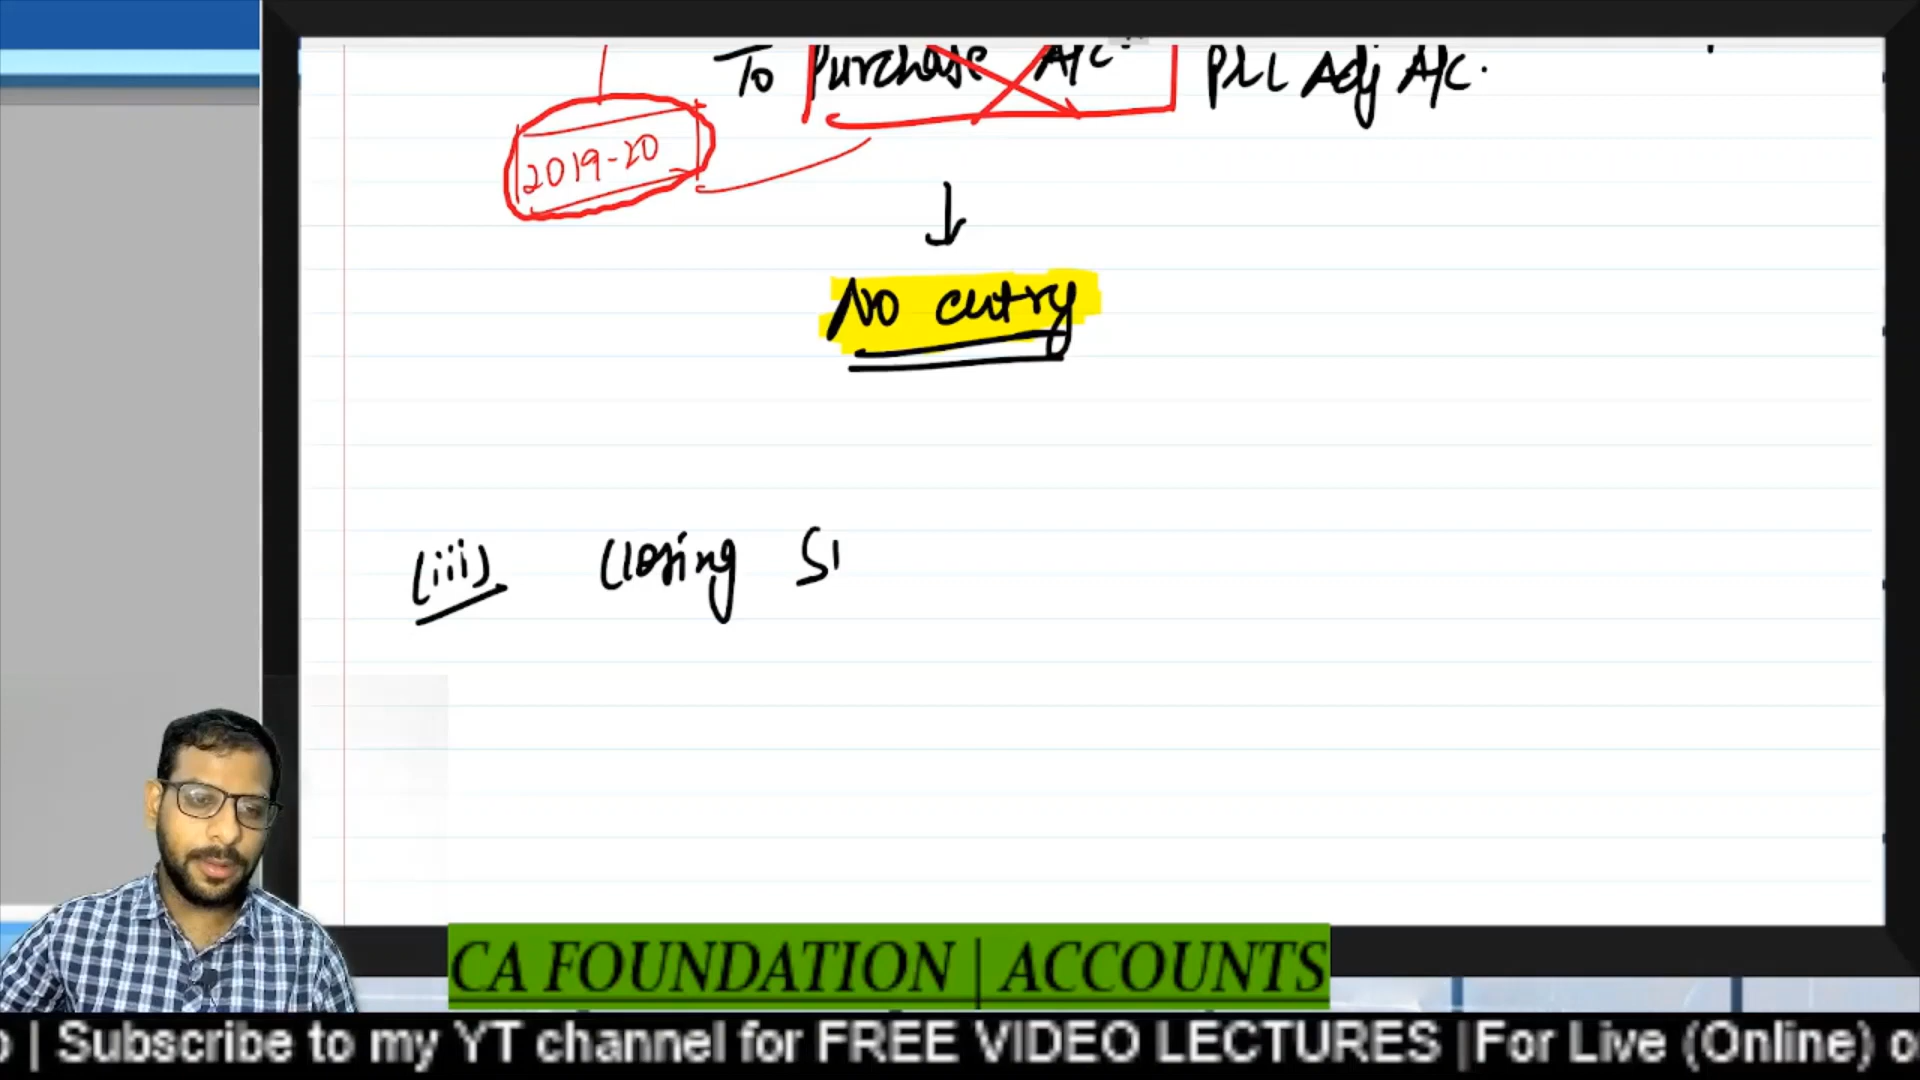 To Purchase A/C. P&L Adj A/C.
2019-20
No entry
(iii) Closing
CA FOUNDATION | ACCOUNTS
| Subscribe to my YT channel for FREE VIDEO LECTURES | For Live (Online)